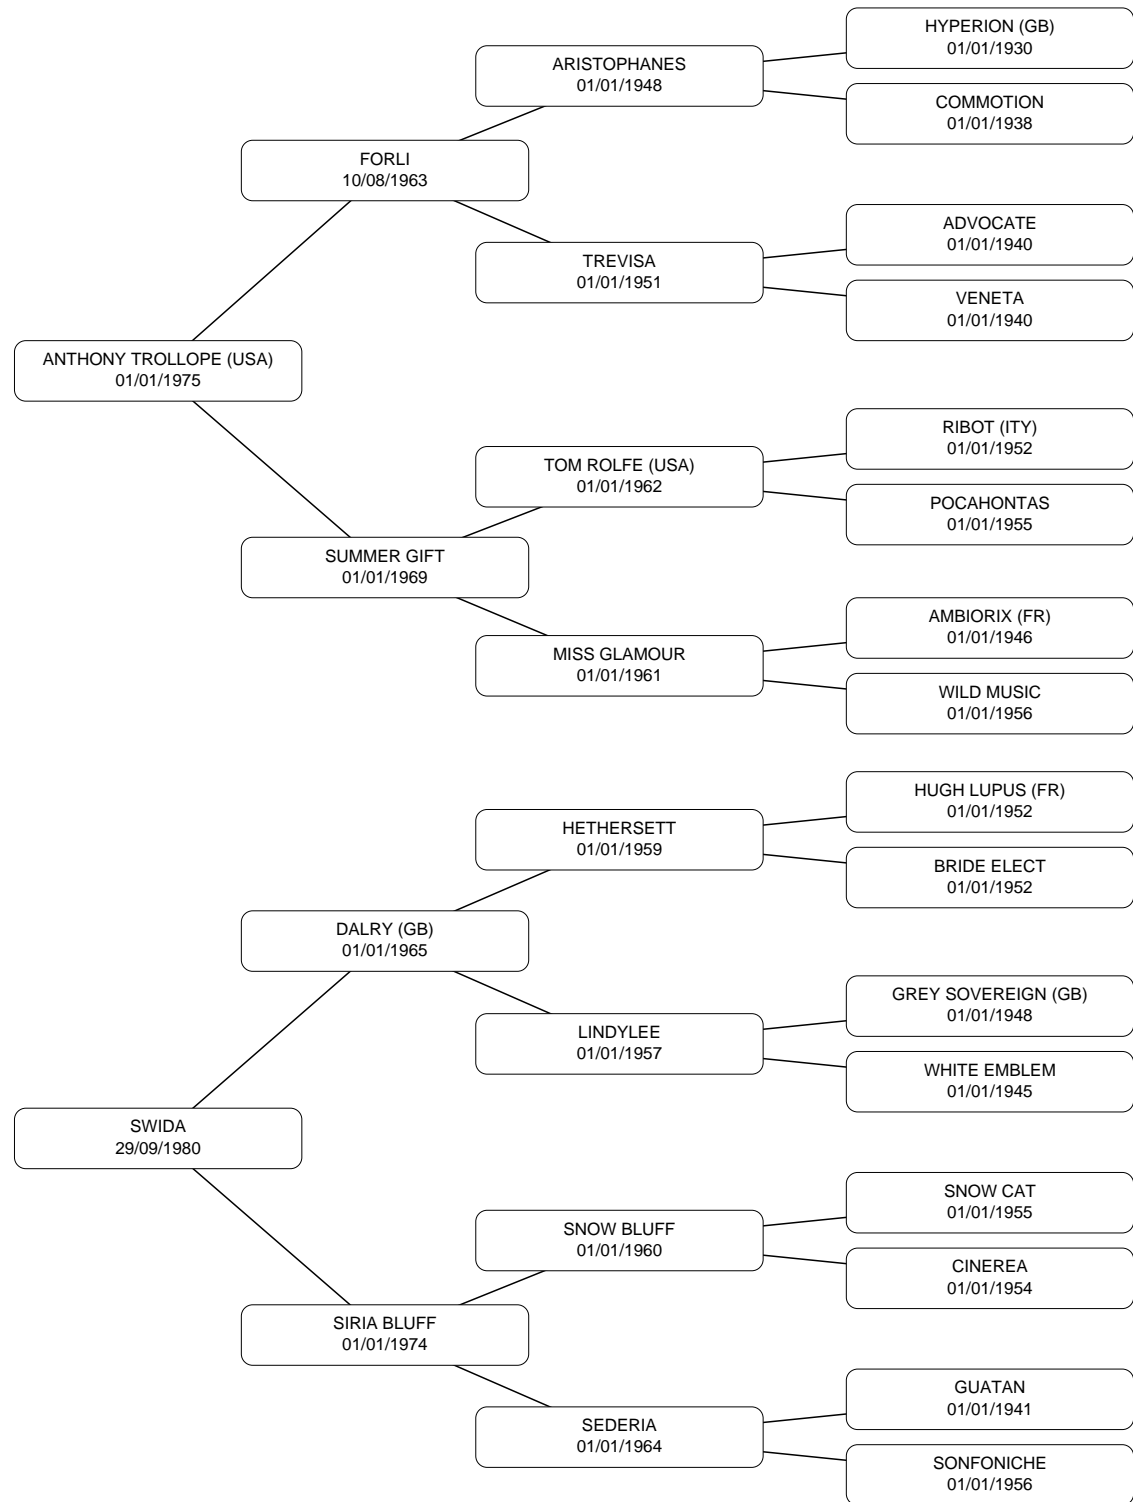 HYPERION (GB)
01/01/1930
ARISTOPHANES
01/01/1948
COMMOTION
01/01/1938
FORLI
10/08/1963
ADVOCATE
01/01/1940
TREVISA
01/01/1951
VENETA
01/01/1940
ANTHONY TROLLOPE (USA)
01/01/1975
RIBOT (ITY)
01/01/1952
TOM ROLFE (USA)
01/01/1962
POCAHONTAS
01/01/1955
SUMMER GIFT
01/01/1969
AMBIORIX (FR)
01/01/1946
MISS GLAMOUR
01/01/1961
WILD MUSIC
01/01/1956
HUGH LUPUS (FR)
01/01/1952
HETHERSETT
01/01/1959
BRIDE ELECT
01/01/1952
DALRY (GB)
01/01/1965
GREY SOVEREIGN (GB)
01/01/1948
LINDYLEE
01/01/1957
WHITE EMBLEM
01/01/1945
SWIDA
29/09/1980
SNOW CAT
01/01/1955
SNOW BLUFF
01/01/1960
CINEREA
01/01/1954
SIRIA BLUFF
01/01/1974
GUATAN
01/01/1941
SEDERIA
01/01/1964
SONFONICHE
01/01/1956